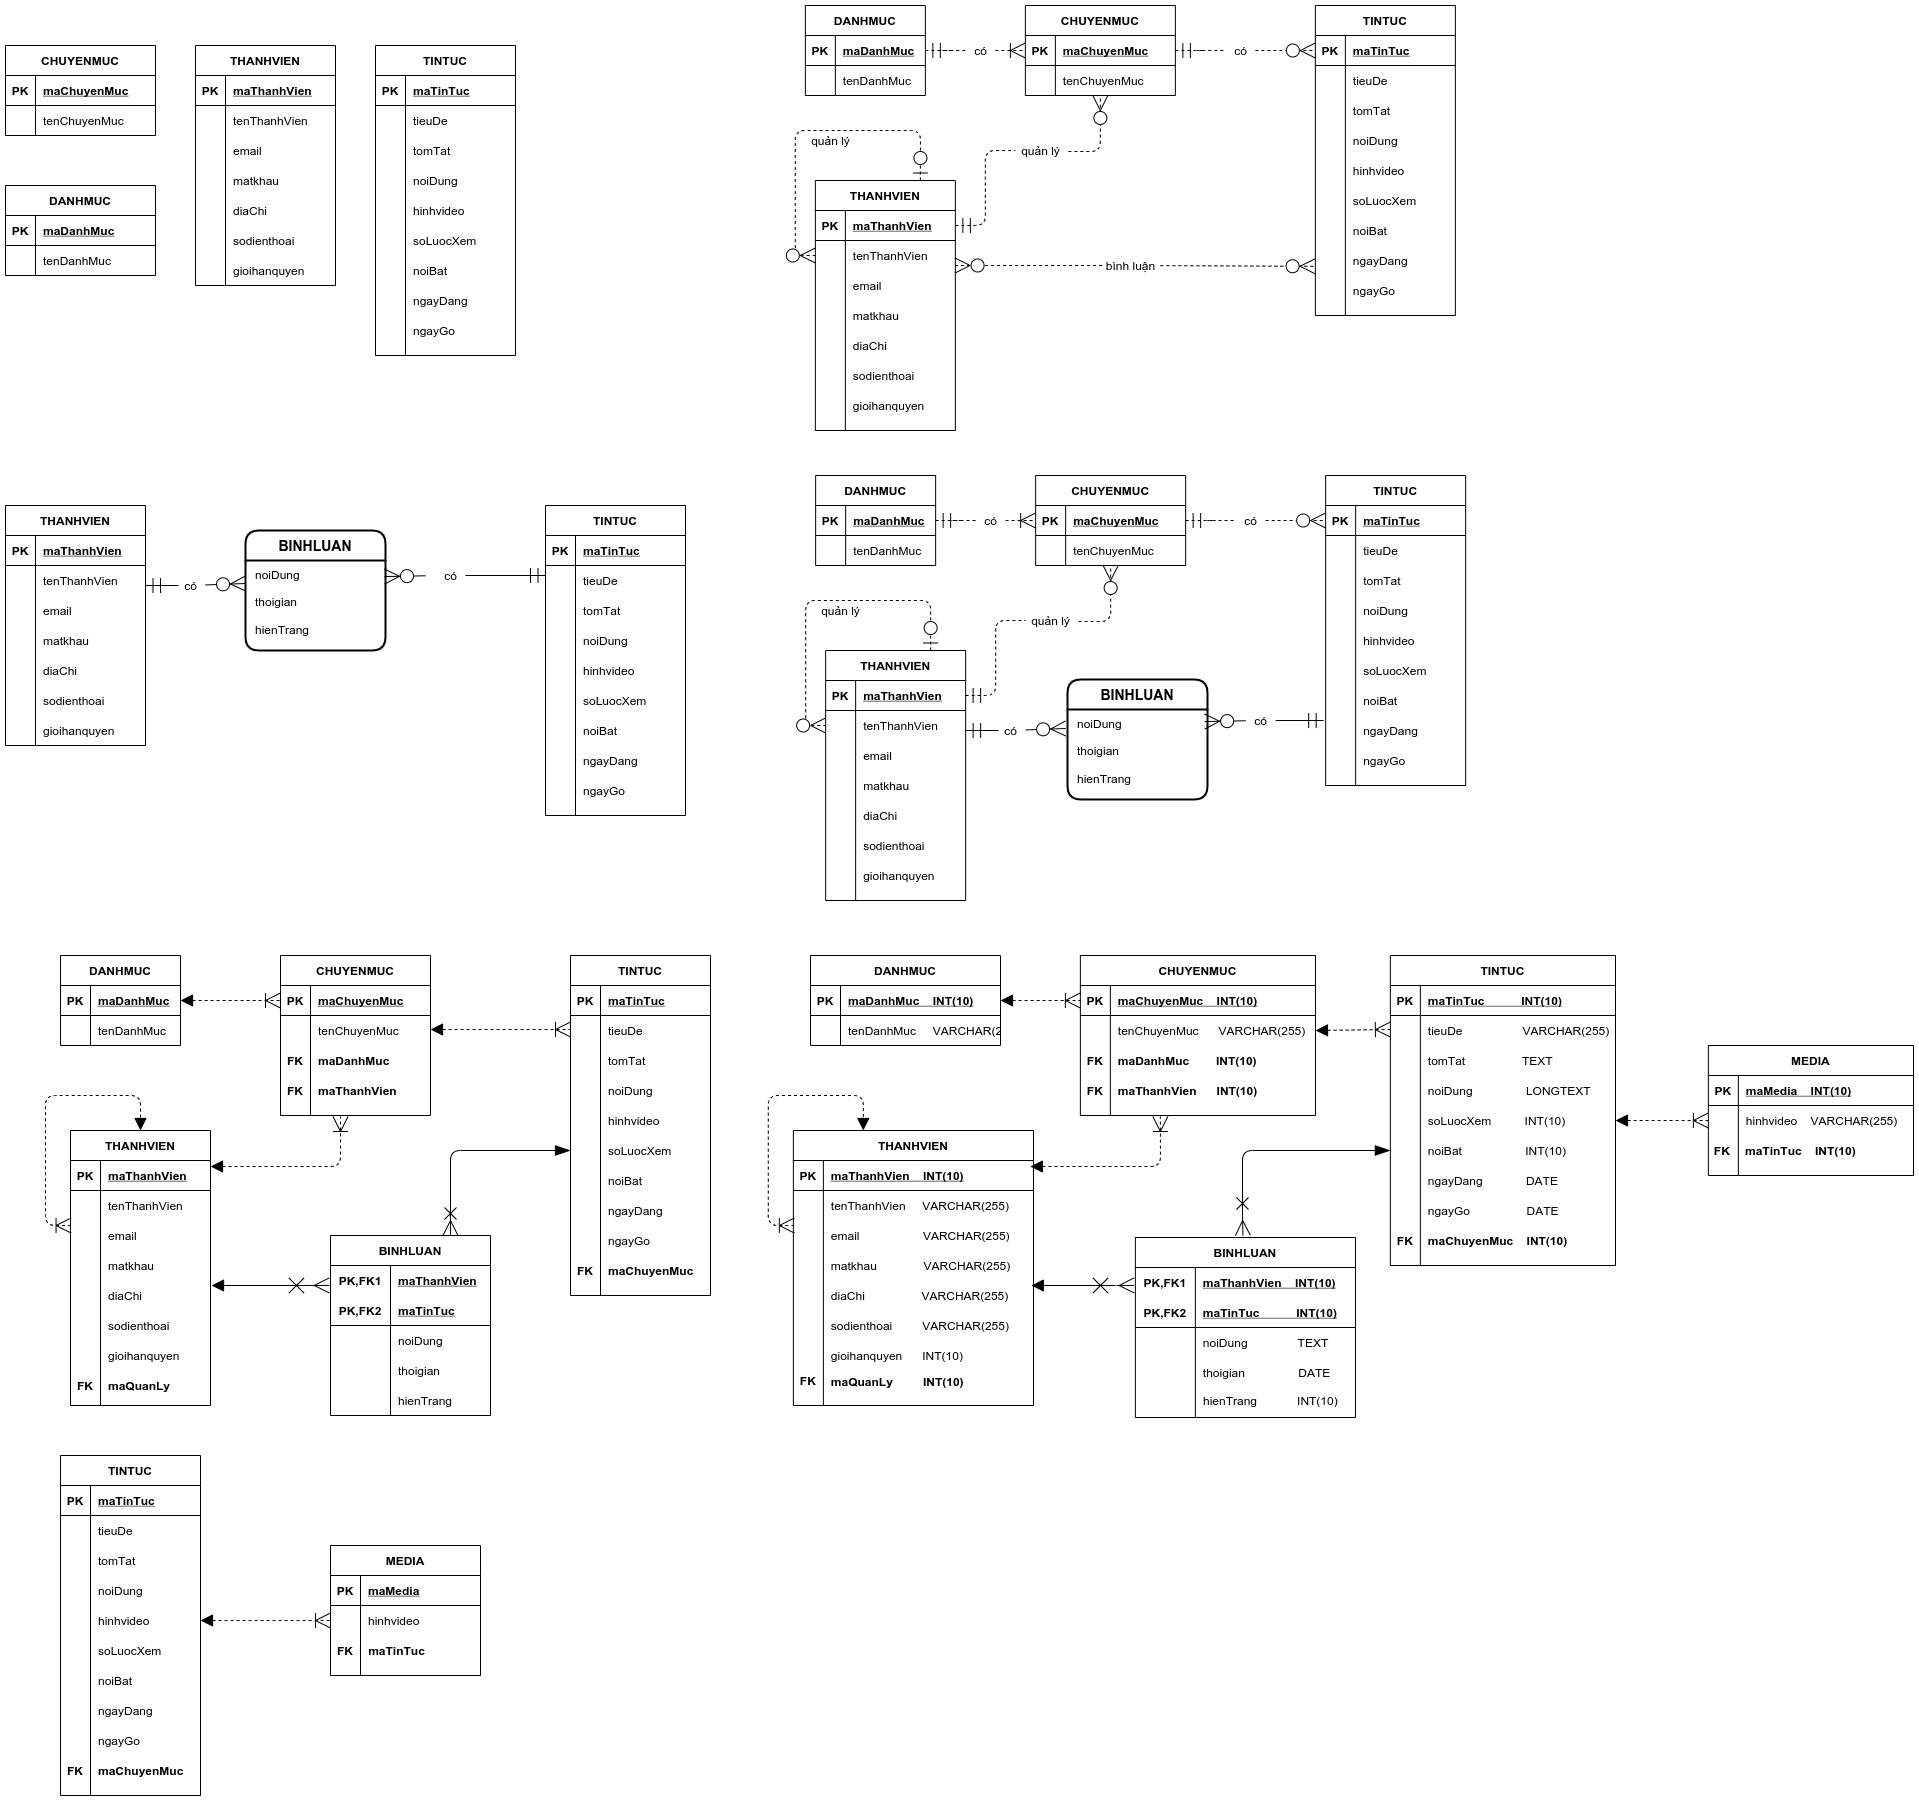 CHUYENMUC
PK maChuyenMuc
tenChuyenMuc
DANHMUC
PK maDanhMuc
tenDanhMuc
THANHVIEN
PK maThanhVien
tenThanhVien
email
matkhau
diaChi
sodienthoai
gioihanquyen
TINTUC
PK maTinTuc
tieuDe
tomTat
noiDung
hinhvideo
soLuocXem
noiBat
ngayDang
ngayGo
DANHMUC
PK maDanhMuc
tenDanhMuc
có
CHUYENMUC
PK maChuyenMuc
tenChuyenMuc
có
TINTUC
PK maTinTuc
tieuDe
tomTat
noiDung
hinhvideo
soLuocXem
noiBat
ngayDang
ngayGo
quản lý
quản lý
THANHVIEN
PK maThanhVien
tenThanhVien
email
matkhau
diaChi
sodienthoai
gioihanquyen
bình luận
THANHVIEN
PK maThanhVien
tenThanhVien
email
matkhau
diaChi
sodienthoai
gioihanquyen
có
BINHLUAN
noiDung
thoigian
hienTrang
có
TINTUC
PK maTinTuc
tieuDe
tomTat
noiDung
hinhvideo
soLuocXem
noiBat
ngayDang
ngayGo
DANHMUC
PK maDanhMuc
tenDanhMuc
có
CHUYENMUC
PK maChuyenMuc
tenChuyenMuc
có
TINTUC
PK maTinTuc
tieuDe
tomTat
noiDung
hinhvideo
soLuocXem
noiBat
ngayDang
ngayGo
quản lý
quản lý
THANHVIEN
PK maThanhVien
tenThanhVien
email
matkhau
diaChi
sodienthoai
gioihanquyen
có
BINHLUAN
noiDung
thoigian
hienTrang
có
DANHMUC
PK maDanhMuc
tenDanhMuc
CHUYENMUC
PK maChuyenMuc
tenChuyenMuc
FK maDanhMuc
FK maThanhVien
TINTUC
PK maTinTuc
tieuDe
tomTat
noiDung
hinhvideo
soLuocXem
noiBat
ngayDang
ngayGo
FK maChuyenMuc
THANHVIEN
PK maThanhVien
tenThanhVien
email
matkhau
diaChi
sodienthoai
gioihanquyen
FK maQuanLy
BINHLUAN
PK,FK1 maThanhVien
PK,FK2 maTinTuc
noiDung
thoigian
hienTrang
DANHMUC
PK maDanhMuc INT(10)
tenDanhMuc VARCHAR(2
CHUYENMUC
PK maChuyenMuc INT(10)
tenChuyenMuc VARCHAR(255)
FK maDanhMuc INT(10)
FK maThanhVien INT(10)
TINTUC
PK maTinTuc INT(10)
tieuDe VARCHAR(255)
tomTat TEXT
noiDung LONGTEXT
soLuocXem INT(10)
noiBat INT(10)
ngayDang DATE
ngayGo DATE
FK maChuyenMuc INT(10)
MEDIA
PK maMedia INT(10)
hinhvideo VARCHAR(255)
FK maTinTuc INT(10)
THANHVIEN
PK maThanhVien INT(10)
tenThanhVien VARCHAR(255)
email VARCHAR(255)
matkhau VARCHAR(255)
diaChi VARCHAR(255)
sodienthoai VARCHAR(255)
gioihanquyen INT(10)
FK maQuanLy INT(10)
BINHLUAN
PK,FK1 maThanhVien INT(10)
PK,FK2 maTinTuc INT(10)
noiDung TEXT
thoigian DATE
hienTrang INT(10)
TINTUC
PK maTinTuc
tieuDe
tomTat
noiDung
hinhvideo
soLuocXem
noiBat
ngayDang
ngayGo
FK maChuyenMuc
MEDIA
PK maMedia
hinhvideo
FK maTinTuc